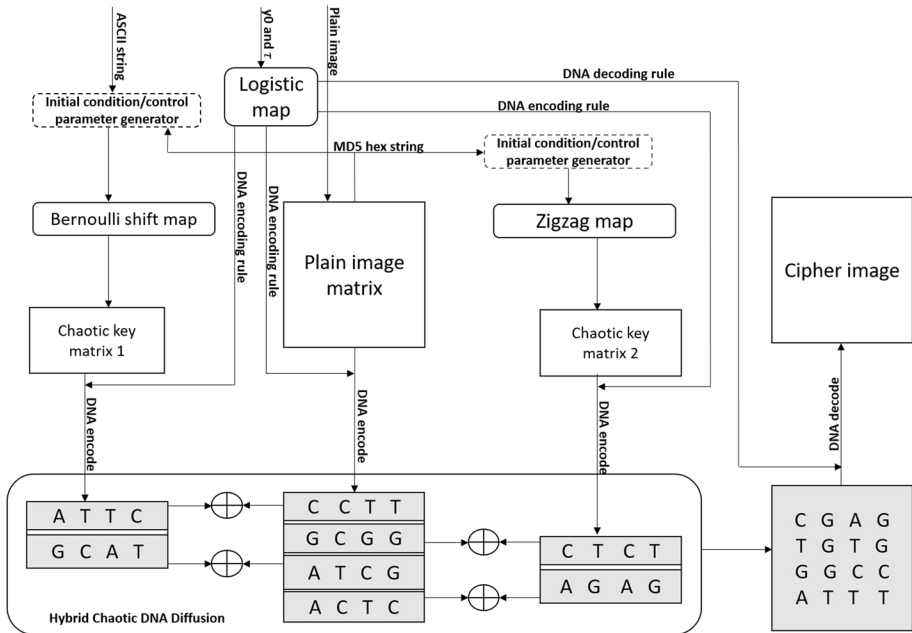 ASCII string
y0 and τ
Plain image
Logistic
map
DNA decoding rule
DNA encoding rule
Initial condition/control
parameter generator
MD5 hex string
Initial condition/control
parameter generator
DNA encoding rule
DNA encoding rule
Bernoulli shift map
Plain image
matrix
Zigzag map
Cipher image
Chaotic key
matrix 1
Chaotic key
matrix 2
DNA encode
DNA encode
DNA encode
DNA decode
A T T C
G C A T
C C T T
G C G G
A T C G
A C T C
C T C T
A G A G
C G A G
T G T G
G G C C
A T T T
Hybrid Chaotic DNA Diffusion